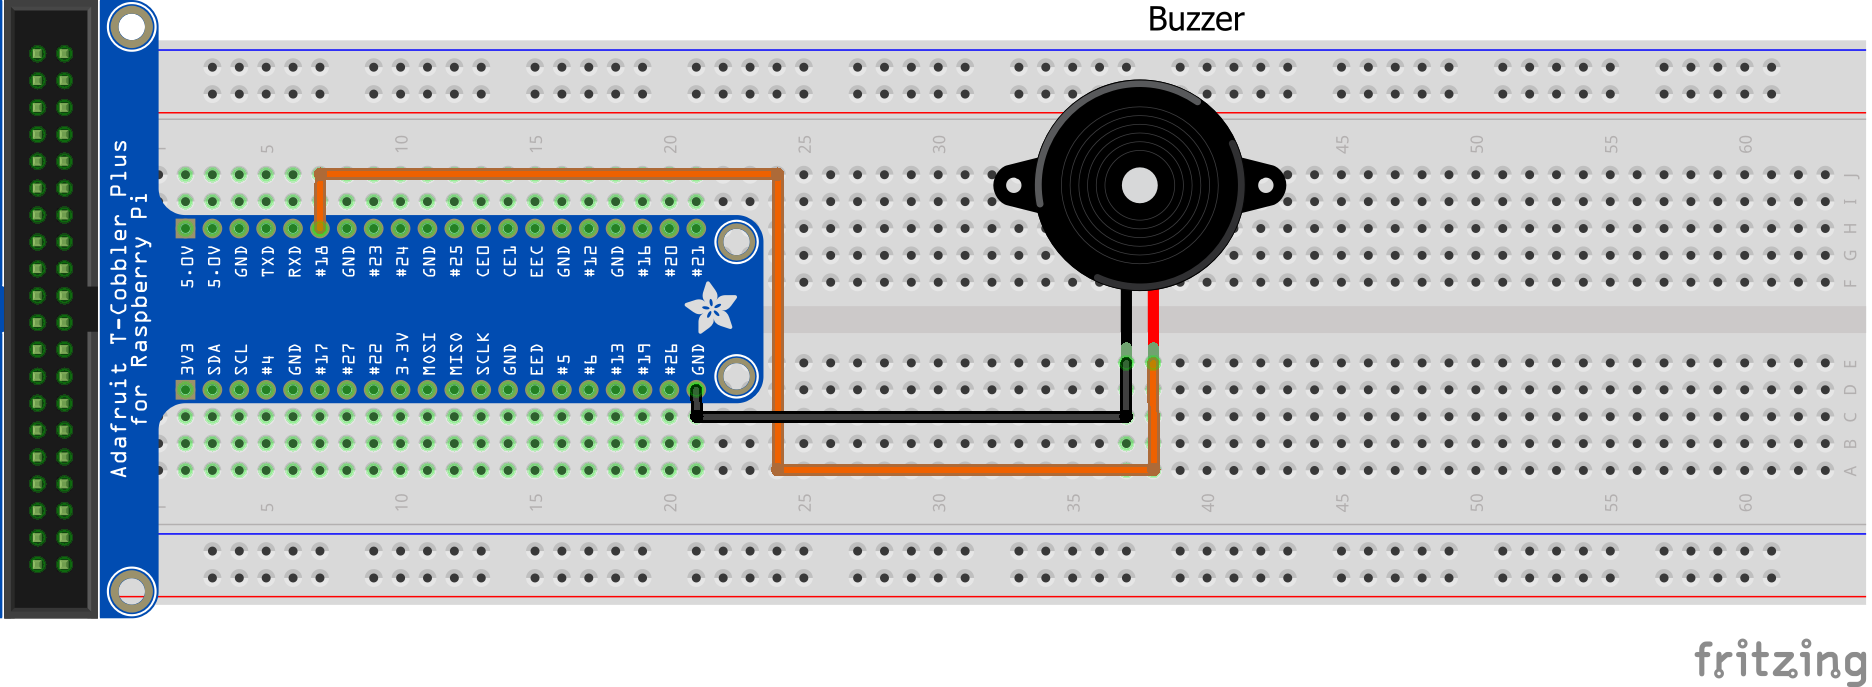 Buzzer
1 5 10 15 20 25 30 45 50 55 60
J
I
H
G
F
5.0V 5.0V GND TXD RXD #18 GND #23 #24 GND #25 CE0 CE1 EEC GND #12 GND #16 #20 #21
Adafruit T-Cobbler Plus
for Raspberry Pi
3V3 SDA SCL #4 GND #17 #27 #22 3.3V MOSI MISO SCLK GND EED #5 #6 #13 #19 #26 GND
E
D
C
B
A
1 5 10 15 20 25 30 35 40 45 50 55 60
fritzing